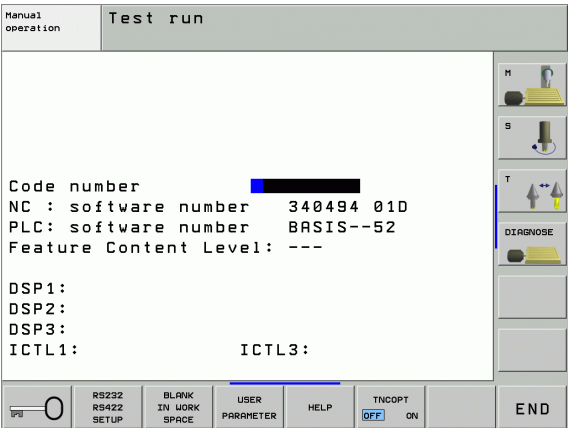 Manual
operation
Test run
M
S
Code number
T
NC : software number 340494 01D
PLC: software number BASIS--52
DIAGNOSE
Feature Content Level: ---
DSP1:
DSP2:
DSP3:
ICTL1: ICTL3:
RS232
RS422
SETUP
BLANK
IN WORK
SPACE
USER
PARAMETER
HELP
TNCOPT
OFF ON
END